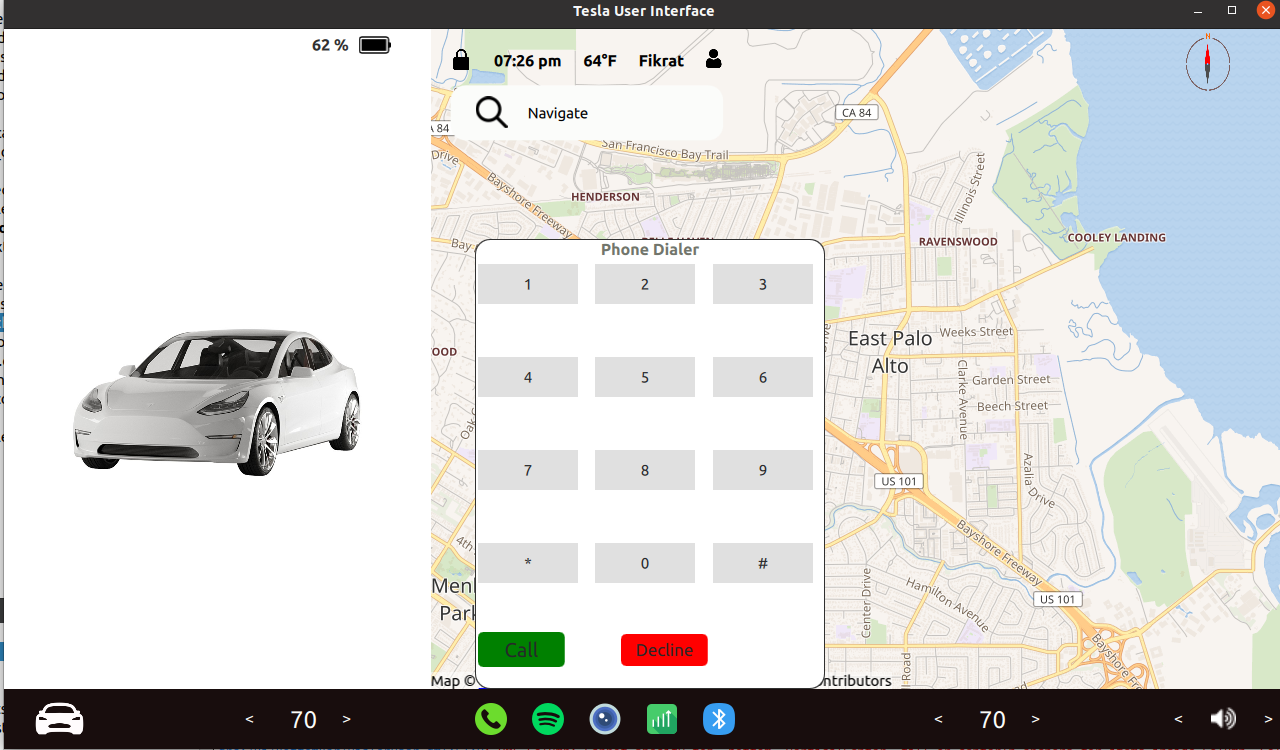 Tesla User Interface
62 %
07:26 pm 64°F Fikrat
N
Navigate
CA 84
A 84
San Francisco Bay Trail
Drive
Bayshore Freeway
Illinois Street
HENDERSON
Bay
RAVENSWOOD
COOLEY LANDING
Phone Dialer
1 2 3
OOD
East Palo
Alto
Weeks Street
Garden Street
Clarke Avenue
Beech Street
4 5 6
Oak
7 8 9
US 101
Azalia Drive
Bayshore Freeway
4th
* 0 #
Menl
Park
Center Drive
Hamilton Avenue
US 101
Bayshore Fre
Call Decline
Road
Map © ntributors
< 70 > < 70 > < >